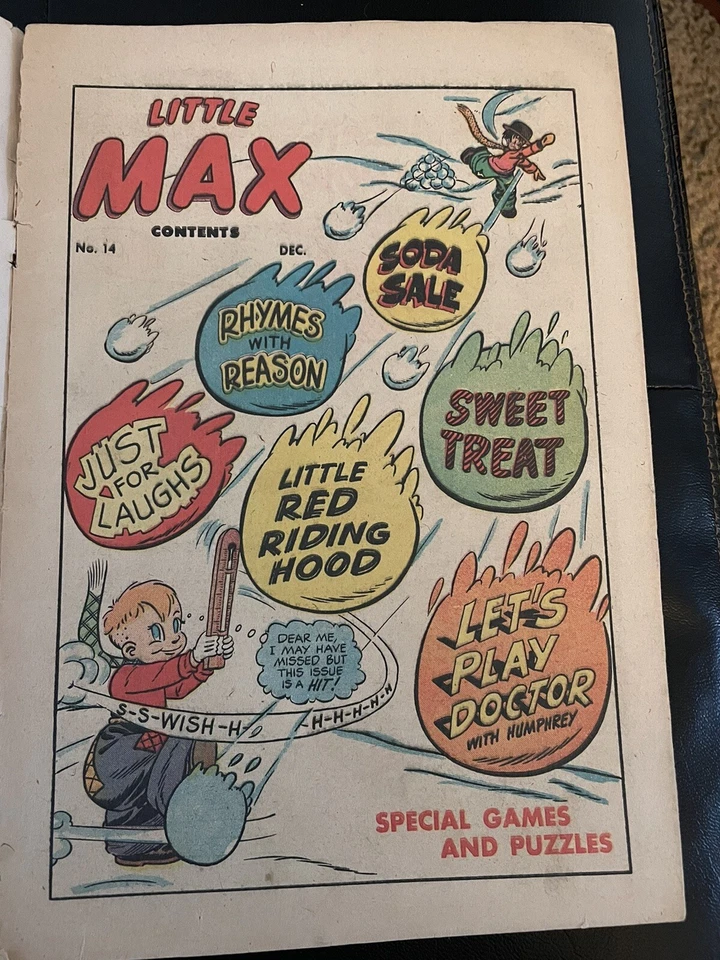 LITTLE
MAX
CONTENTS
No. 14 DEC.
SODA
SALE
RHYMES
WITH
REASON
SWEET
TREAT
JUST
FOR
LAUGHS
LITTLE
RED
RIDING
HOOD
LET'S
PLAY
DOCTOR
WITH HUMPHREY
DEAR ME,
I MAY HAVE
MISSED BUT
THIS ISSUE
IS A HIT!
S-S-WISH-H- -H-H-H-H-H
SPECIAL GAMES
AND PUZZLES